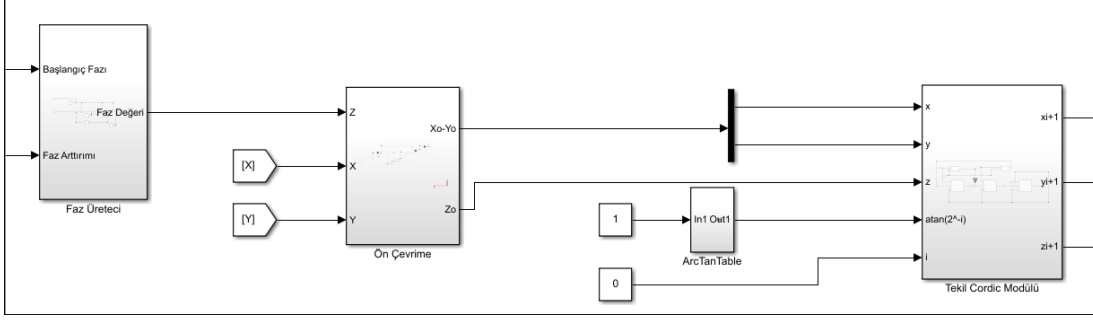 Başlangıç Fazı
Faz Değeri
Faz Arttırımı
Faz Üreteci
[X]
[Y]
Z
X
Y
Xo-Yo
Zo
Ön Çevrime
1
0
In1 Out1
ArcTanTable
x
y
z
atan(2^-i)
i
xi+1
yi+1
zi+1
Tekil Cordic Modülü